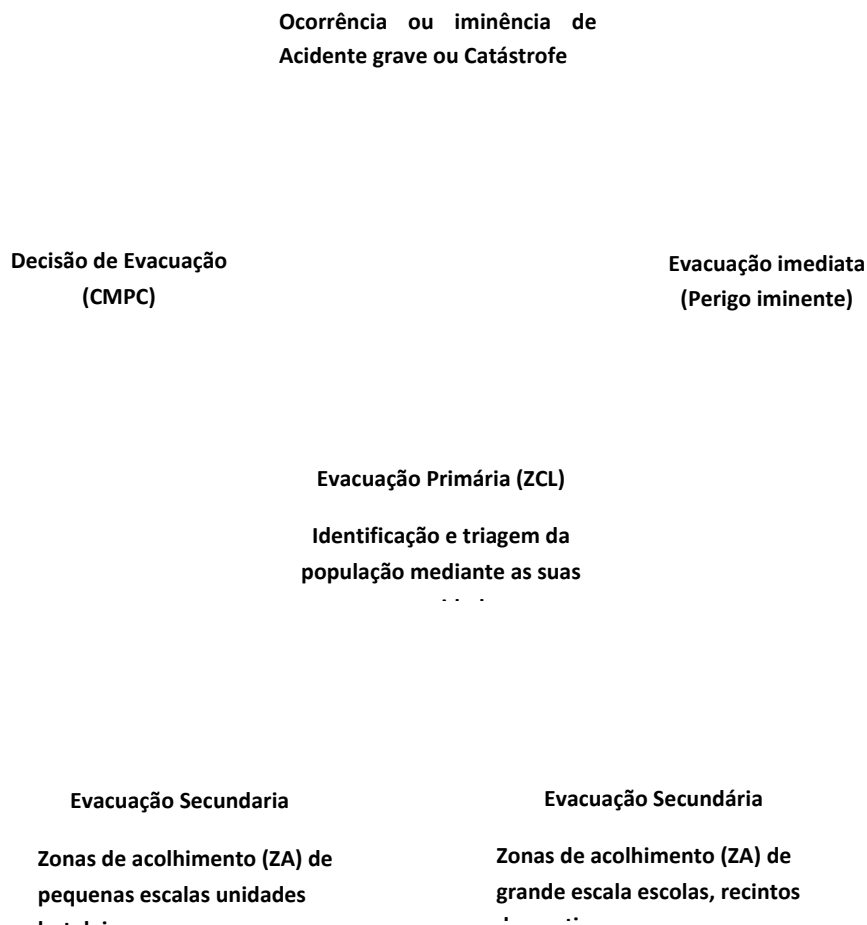 Ocorrência ou iminência de
Acidente grave ou Catástrofe
Decisão de Evacuação
(CMPC)
Evacuação imediata
(Perigo iminente)
Evacuação Primária (ZCL)
Identificação e triagem da
população mediante as suas
Evacuação Secundaria
Zonas de acolhimento (ZA) de
pequenas escalas unidades
Evacuação Secundária
Zonas de acolhimento (ZA) de
grande escala escolas, recintos